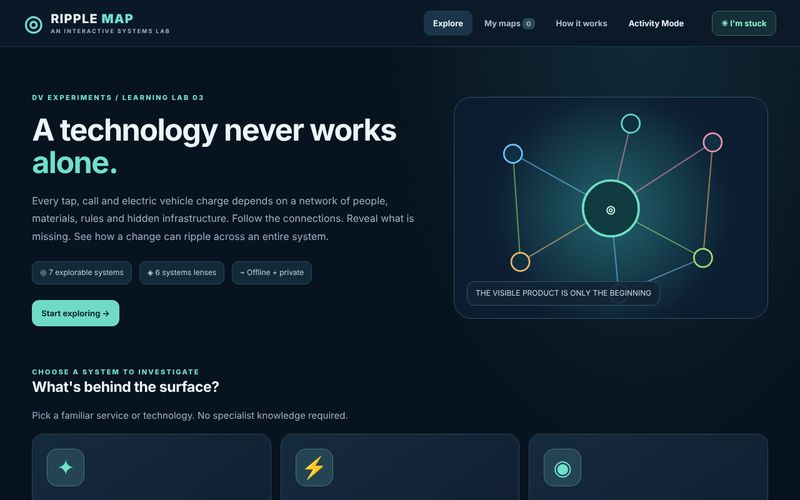 RIPPLE MAP
AN INTERACTIVE SYSTEMS LAB
Explore
My maps 0
How it works
Activity Mode
✳ I'm stuck
DV EXPERIMENTS / LEARNING LAB 03
A technology never works
alone.
Every tap, call and electric vehicle charge depends on a network of people,
materials, rules and hidden infrastructure. Follow the connections. Reveal what is
missing. See how a change can ripple across an entire system.
◎ 7 explorable systems
◈ 6 systems lenses
⌁ Offline + private
Start exploring →
THE VISIBLE PRODUCT IS ONLY THE BEGINNING
CHOOSE A SYSTEM TO INVESTIGATE
What's behind the surface?
Pick a familiar service or technology. No specialist knowledge required.